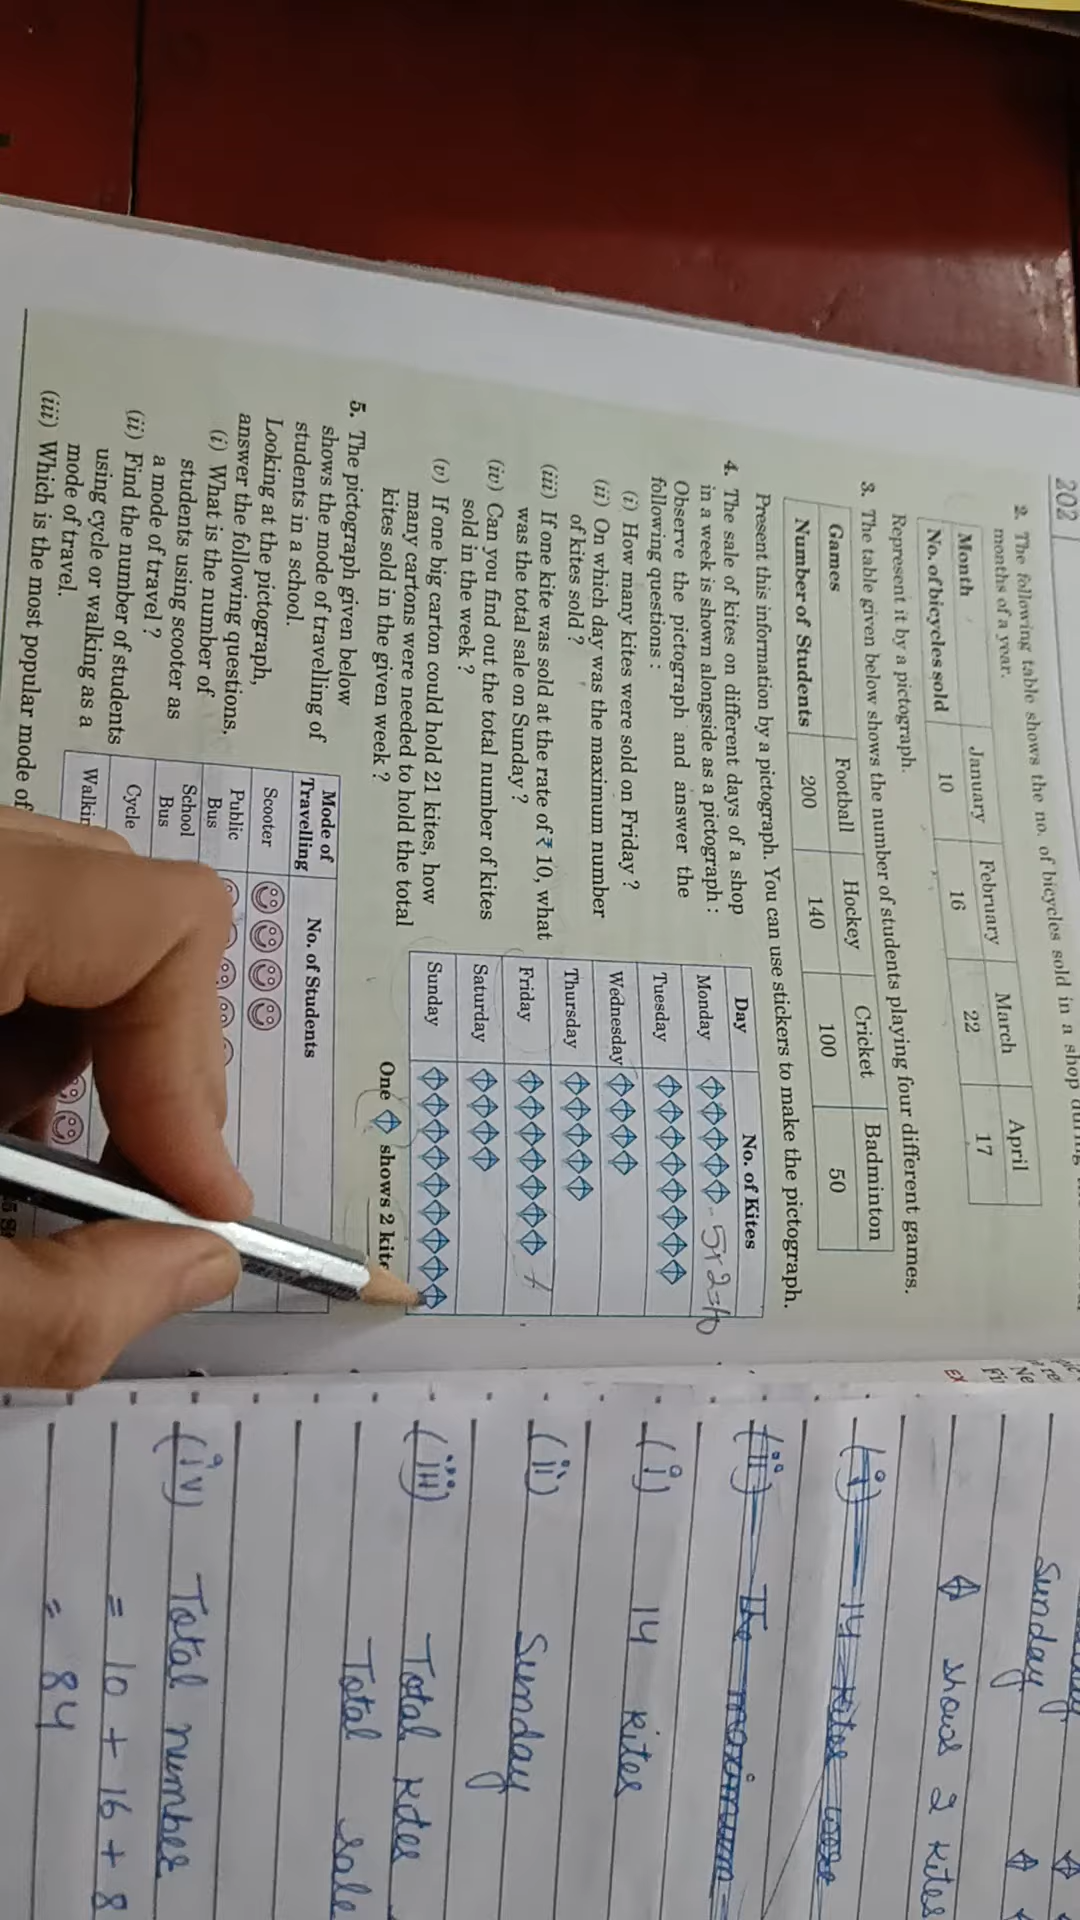 202
2. The following table shows the no. of bicycles sold in a shop
months of a year.
Month January February March April
No. of bicycles sold 10 16 22 17
Represent it by a pictograph.
3. The table given below shows the number of students playing four different games.
Games Football Hockey Cricket Badminton
Number of Students 200 140 100 50
Present this information by a pictograph. You can use stickers to make the pictograph.
4. The sale of kites on different days of a shop
in a week is shown alongside as a pictograph :
Observe the pictograph and answer the
following questions :
(i) How many kites were sold on Friday ?
(ii) On which day was the maximum number
of kites sold ?
(iii) If one kite was sold at the rate of ₹ 10, what
was the total sale on Sunday ?
(iv) Can you find out the total number of kites
sold in the week ?
(v) If one big carton could hold 21 kites, how
many cartons were needed to hold the total
kites sold in the given week ?
Day No. of Kites
Monday 5x2=10
Tuesday
Wednesday
Thursday
Friday
Saturday
Sunday
One shows 2 kite
5. The pictograph given below
shows the mode of travelling of
students in a school.
Looking at the pictograph,
answer the following questions,
(i) What is the number of
students using scooter as
a mode of travel ?
(ii) Find the number of students
using cycle or walking as a
mode of travel.
(iii) Which is the most popular mode of
Mode of
Travelling No. of Students
Scooter
Public
Bus
School
Bus
Cycle
Sunday
shows 2 kites
(i) 14 kites were
(ii) The maximum
(i) 14 kites
(ii) Sunday
(iii) Total kites
Total sale
(iv) Total number
= 10 + 16 + 8
= 84